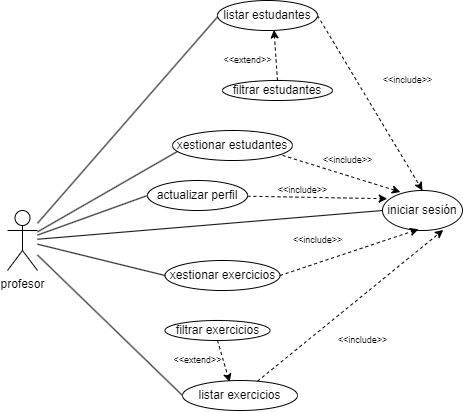 listar estudantes
<<extend>>
<<include>>
filtrar estudantes
xestionar estudantes
<<include>>
actualizar perfil
<<include>>
iniciar sesión
profesor
<<include>>
xestionar exercicios
filtrar exercicios
<<include>>
<<extend>>
listar exercicios